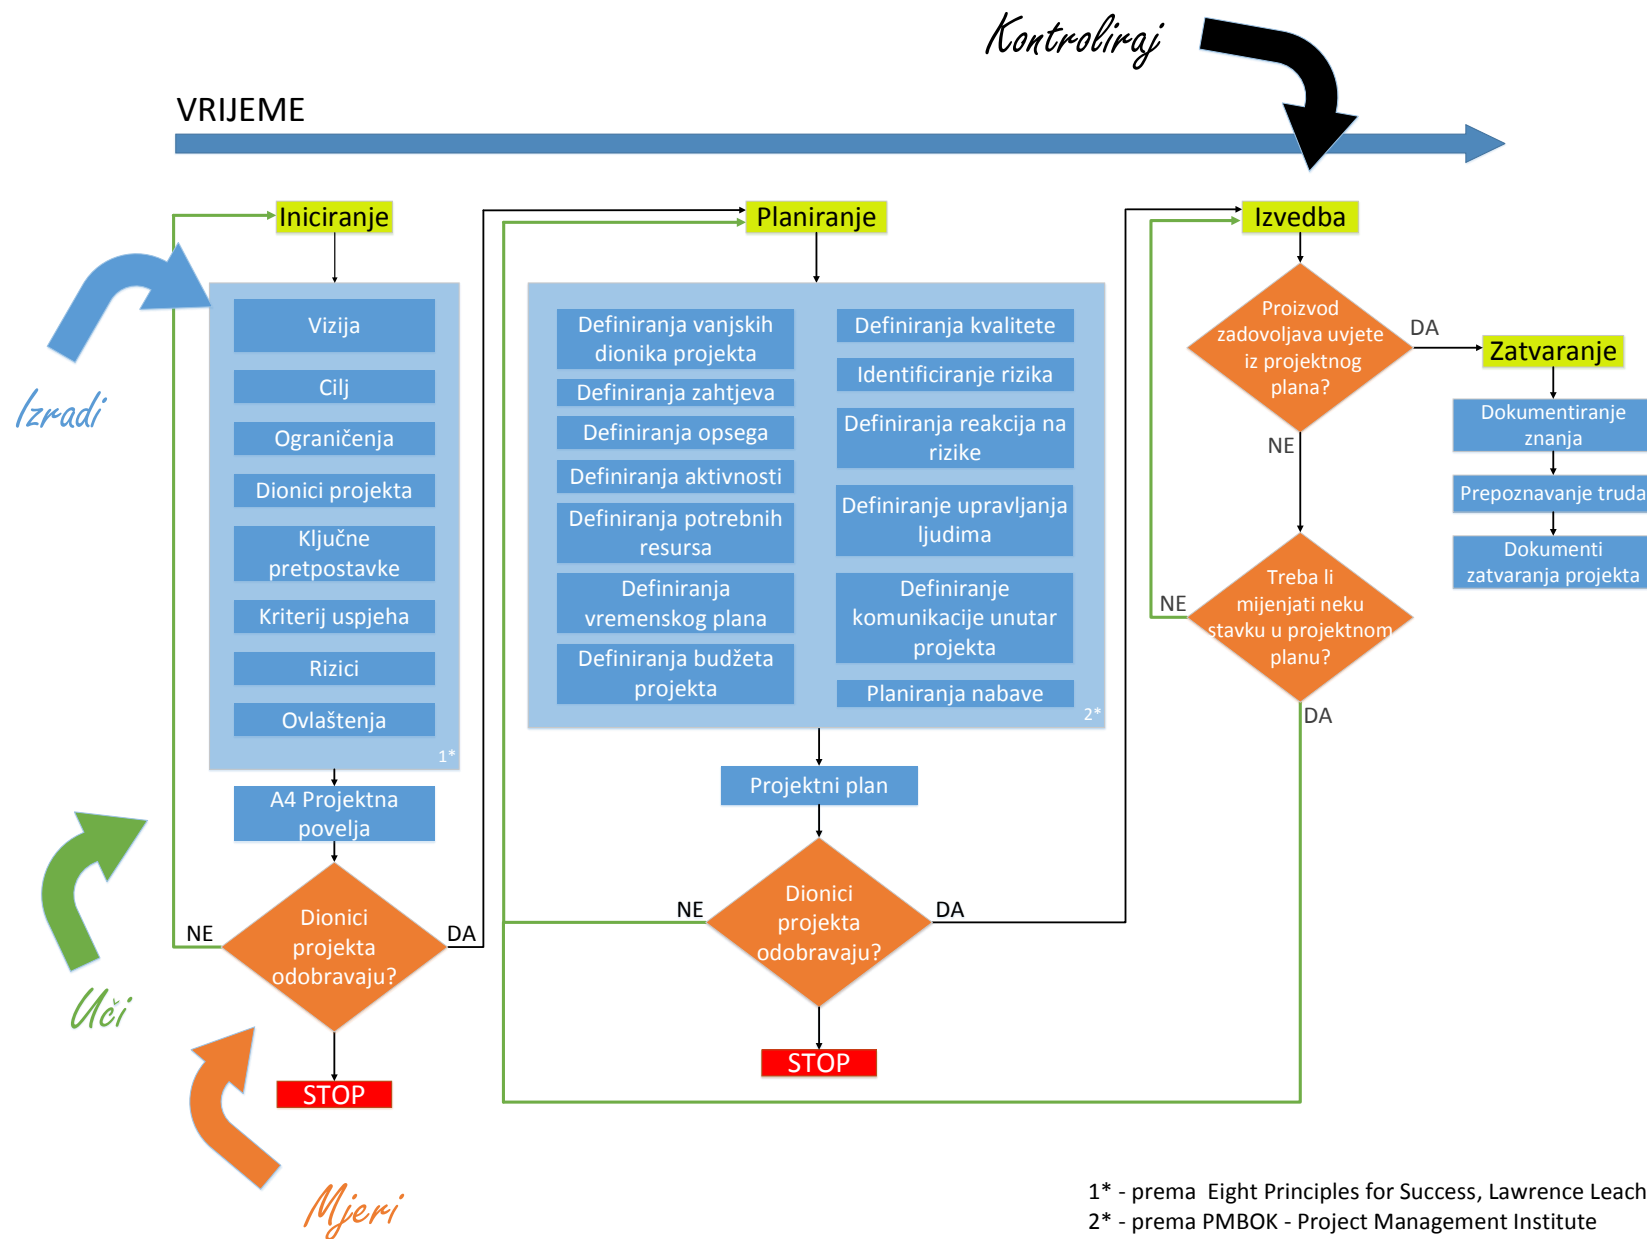 Kontroliraj
VRIJEME
Iniciranje
Izradi
Vizija
Cilj
Ograničenja
Dionici projekta
Ključne
pretpostavke
Kriterij uspjeha
Rizici
Ovlaštenja
1*
A4 Projektna
povelja
Dionici
projekta
odobravaju?
NE
DA
STOP
Uči
Mjeri
Planiranje
Definiranja vanjskih
dionika projekta
Definiranja zahtjeva
Definiranja opsega
Definiranja aktivnosti
Definiranja potrebnih
resursa
Definiranja
vremenskog plana
Definiranja budžeta
projekta
Definiranja kvalitete
Identificiranje rizika
Definiranja reakcija na
rizike
Definiranje upravljanja
ljudima
Definiranje
komunikacije unutar
projekta
Planiranja nabave
2*
Projektni plan
Dionici
projekta
odobravaju?
NE
DA
STOP
Izvedba
Proizvod
zadovoljava uvjete
iz projektnog
plana?
DA
NE
Treba li
mijenjati neku
stavku u projektnom
planu?
NE
DA
Zatvaranje
Dokumentiranje
znanja
Prepoznavanje truda
Dokumenti
zatvaranja projekta
1* - prema  Eight Principles for Success, Lawrence Leach
2* - prema PMBOK - Project Management Institute